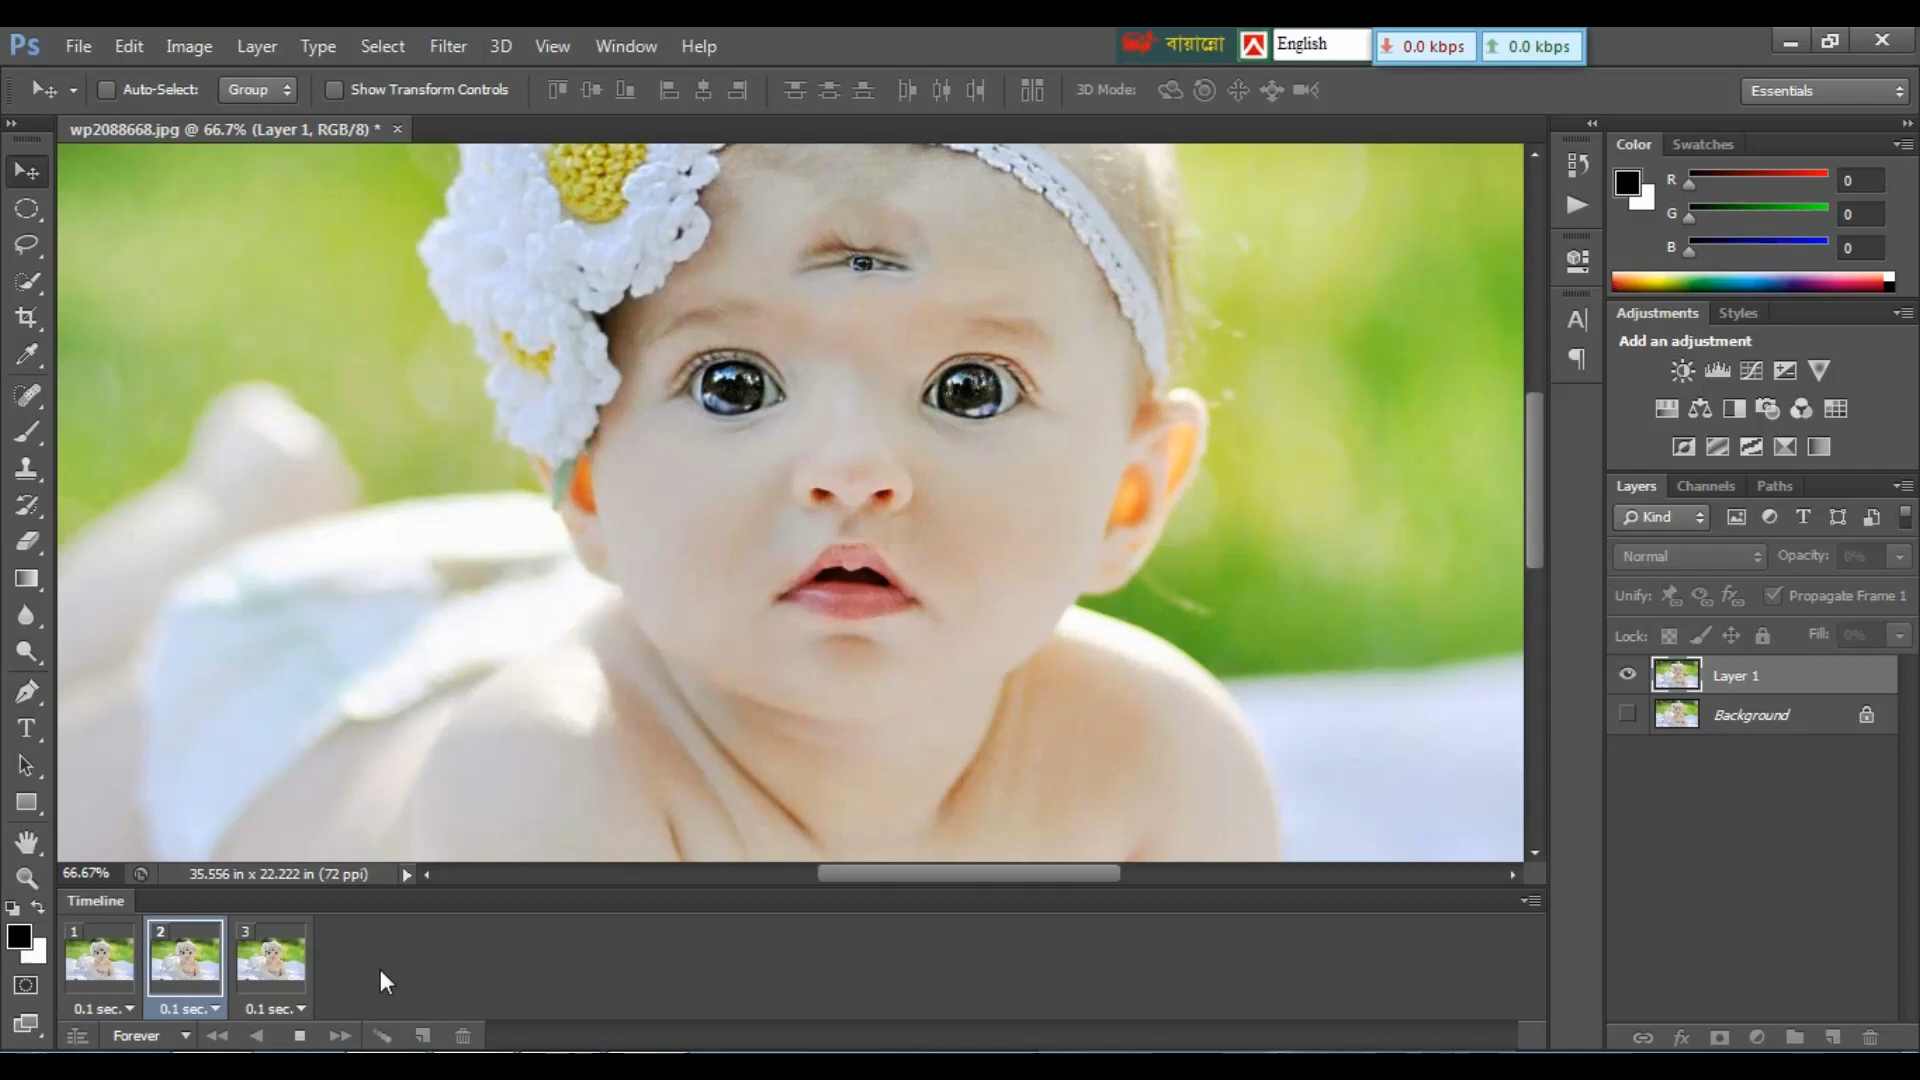 Ps File Edit Image Layer Type Select Filter 3D View Window Help
বায়ান্নো English 0.0 kbps 0.0 kbps
Auto-Select: Group Show Transform Controls 3D Mode: Essentials
wp2088668.jpg @ 66.7% (Layer 1, RGB/8) *
Color Swatches
R 0
G 0
B 0
Adjustments Styles
Add an adjustment
Layers Channels Paths
Kind
Normal Opacity: 0%
Unify: Propagate Frame 1
Lock: Fill: 0%
Layer 1
Background
66.67% 35.556 in x 22.222 in (72 ppi)
Timeline
1 2 3
0.1 sec. 0.1 sec. 0.1 sec.
Forever